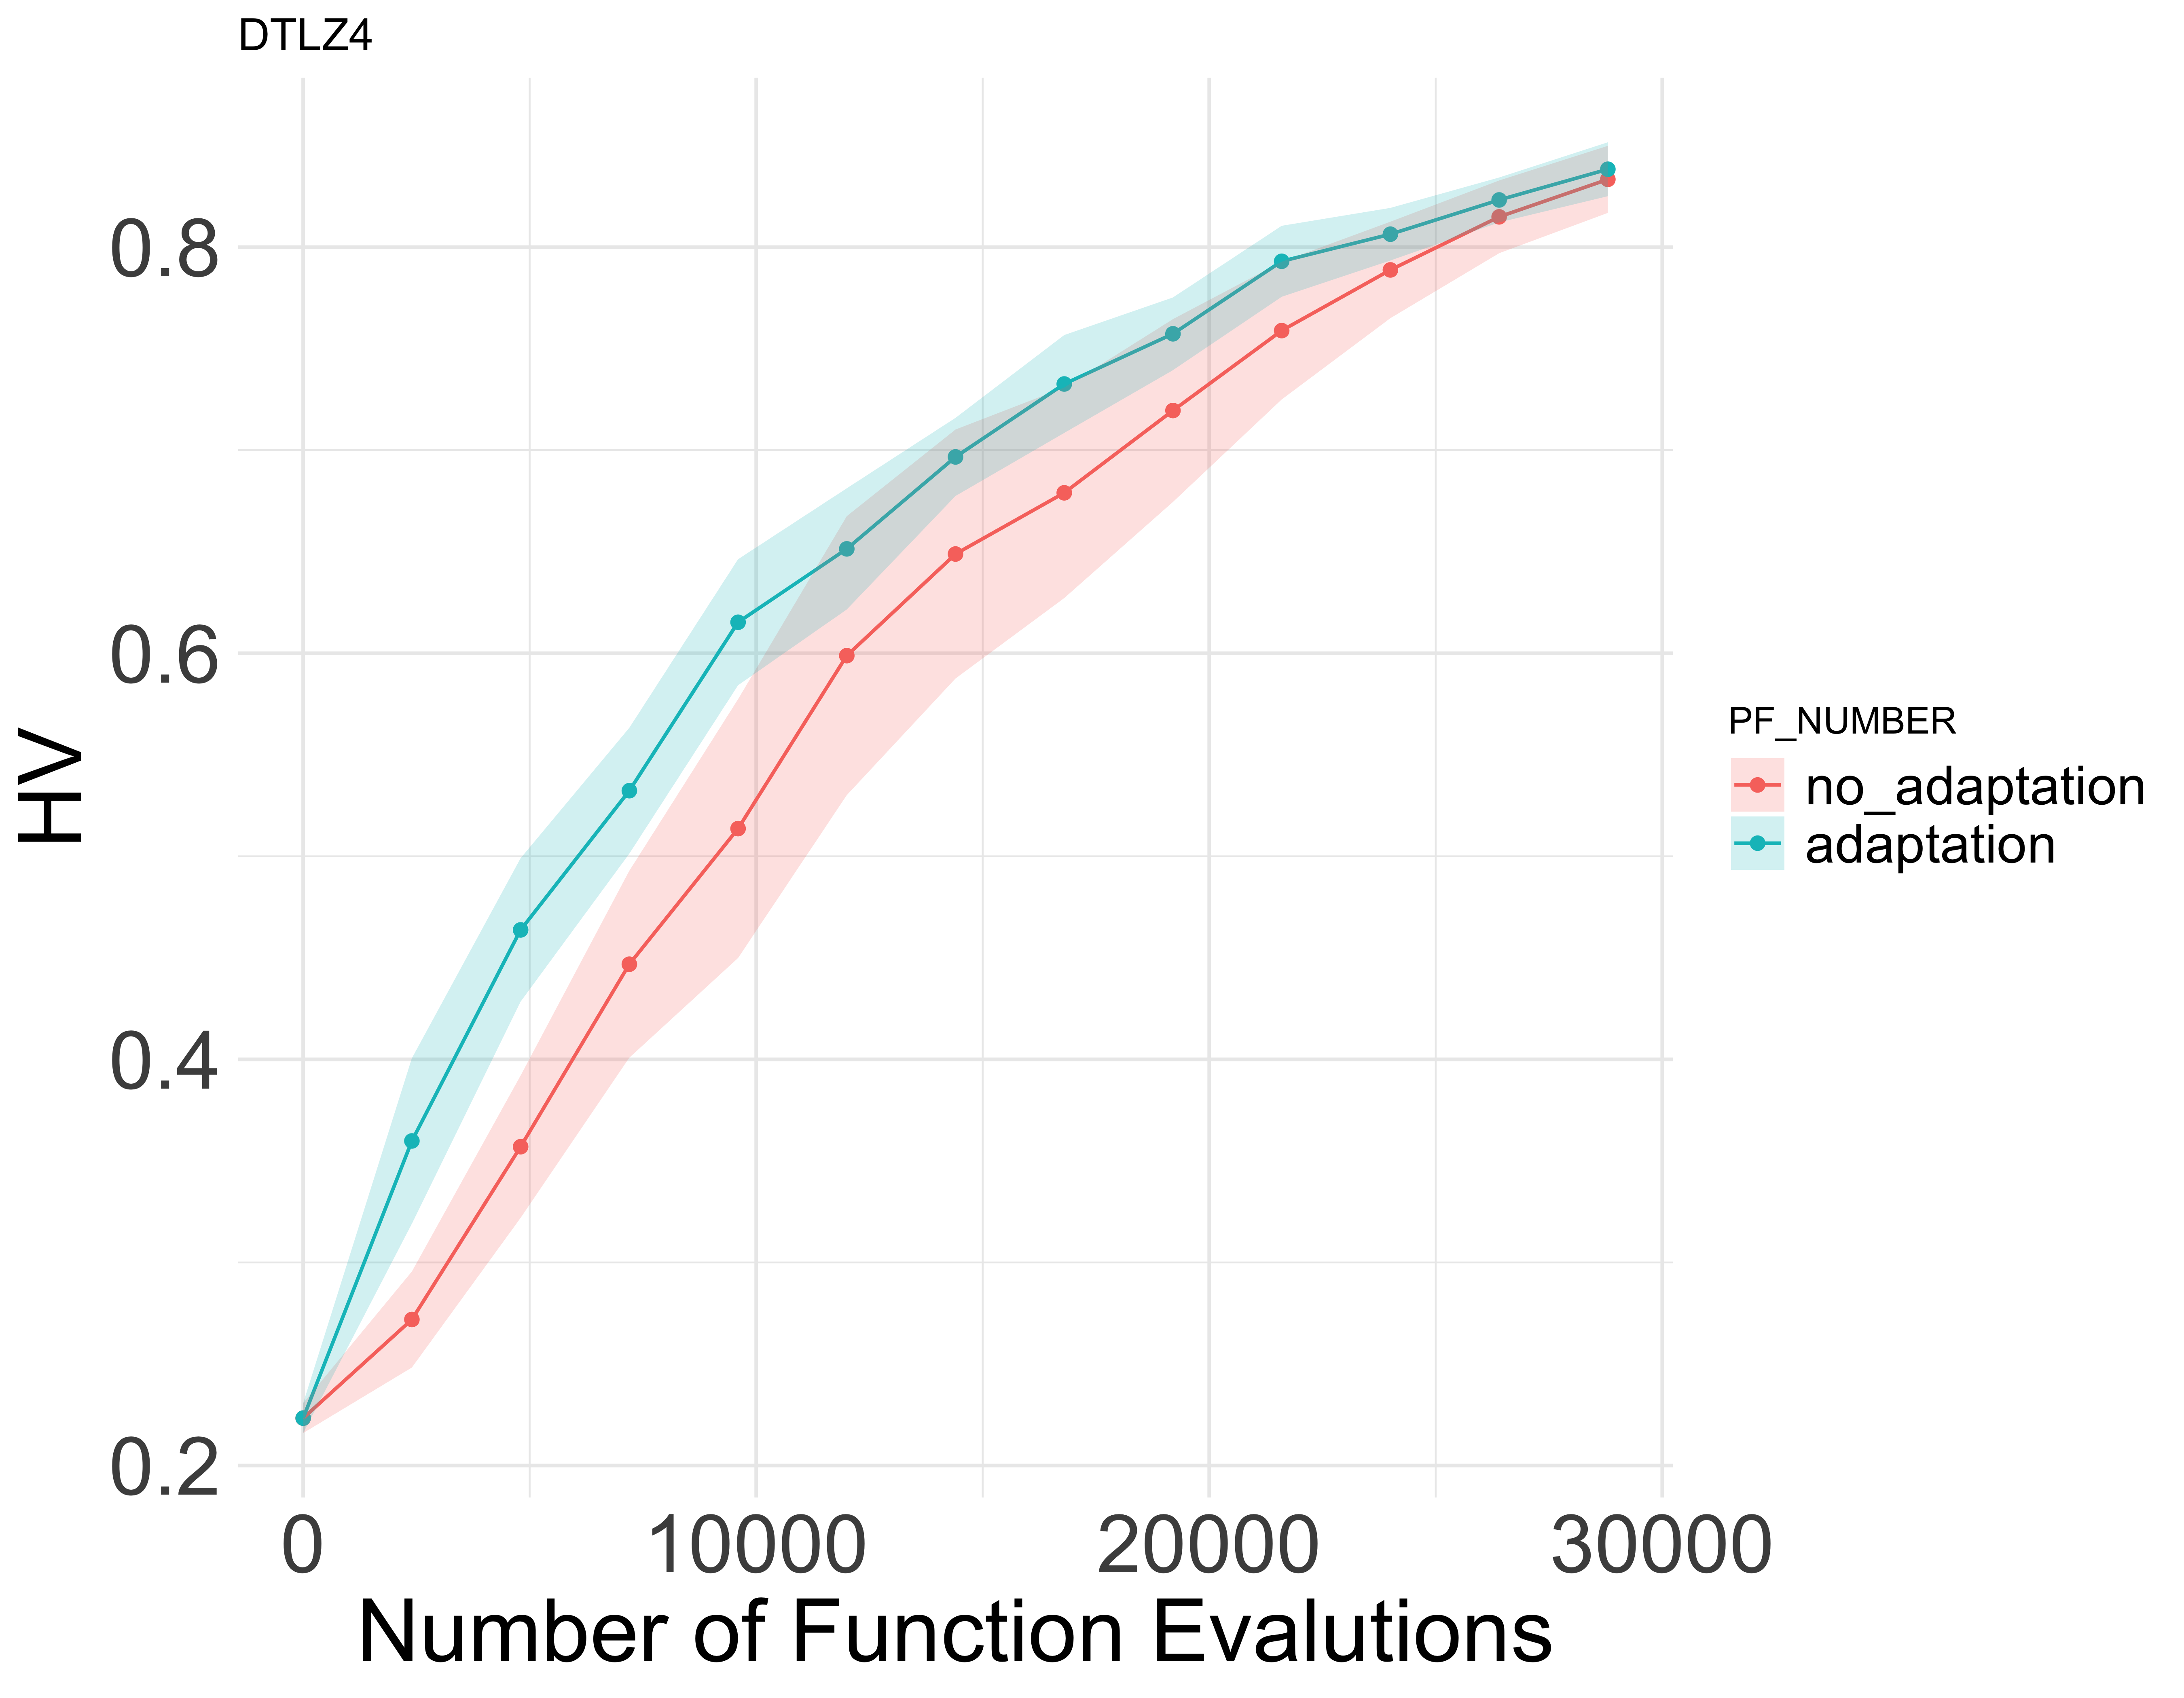 DTLZ4
HV
0.8
0.6
0.4
0.2
0 10000 20000 30000
Number of Function Evalutions
PF_NUMBER
no_adaptation
adaptation